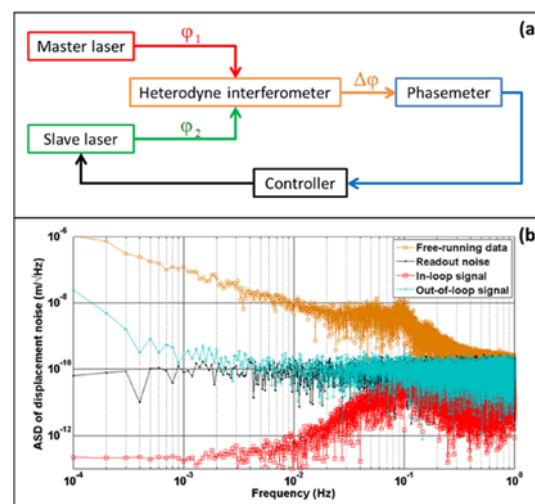 (a)
Master laser
φ1
Heterodyne interferometer
Δφ
Phasemeter
Slave laser
φ2
Controller
(b)
10^-6
10^-8
10^-10
10^-12
ASD of displacement noise (m/√Hz)
Free-running data
Readout noise
In-loop signal
Out-of-loop signal
10^-4
10^-3
10^-2
10^-1
10^0
Frequency (Hz)